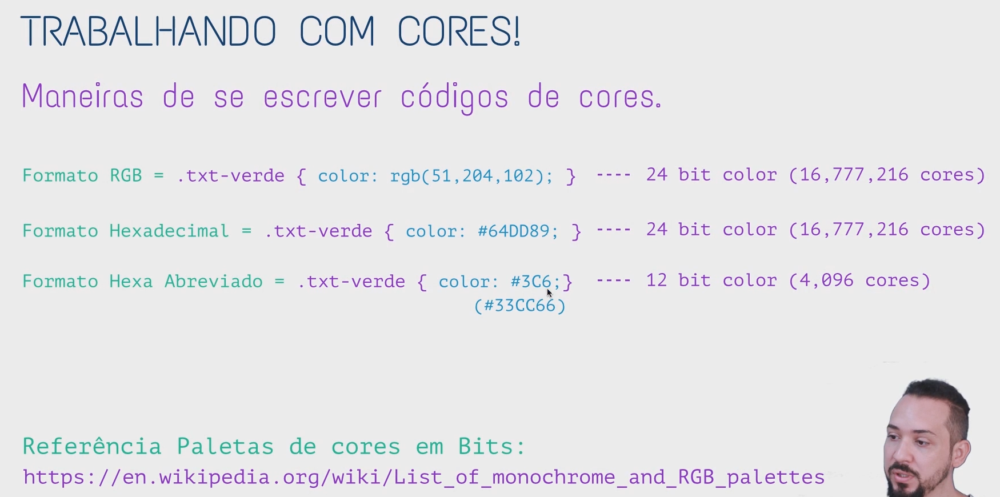 TRABALHANDO COM CORES!
Maneiras de se escrever códigos de cores.
Formato RGB = .txt-verde { color: rgb(51,204,102); } ---- 24 bit color (16,777,216 cores)
Formato Hexadecimal = .txt-verde { color: #64DD89; } ---- 24 bit color (16,777,216 cores)
Formato Hexa Abreviado = .txt-verde { color: #3C6;} ---- 12 bit color (4,096 cores)
(#33CC66)
Referência Paletas de cores em Bits:
https://en.wikipedia.org/wiki/List_of_monochrome_and_RGB_palettes